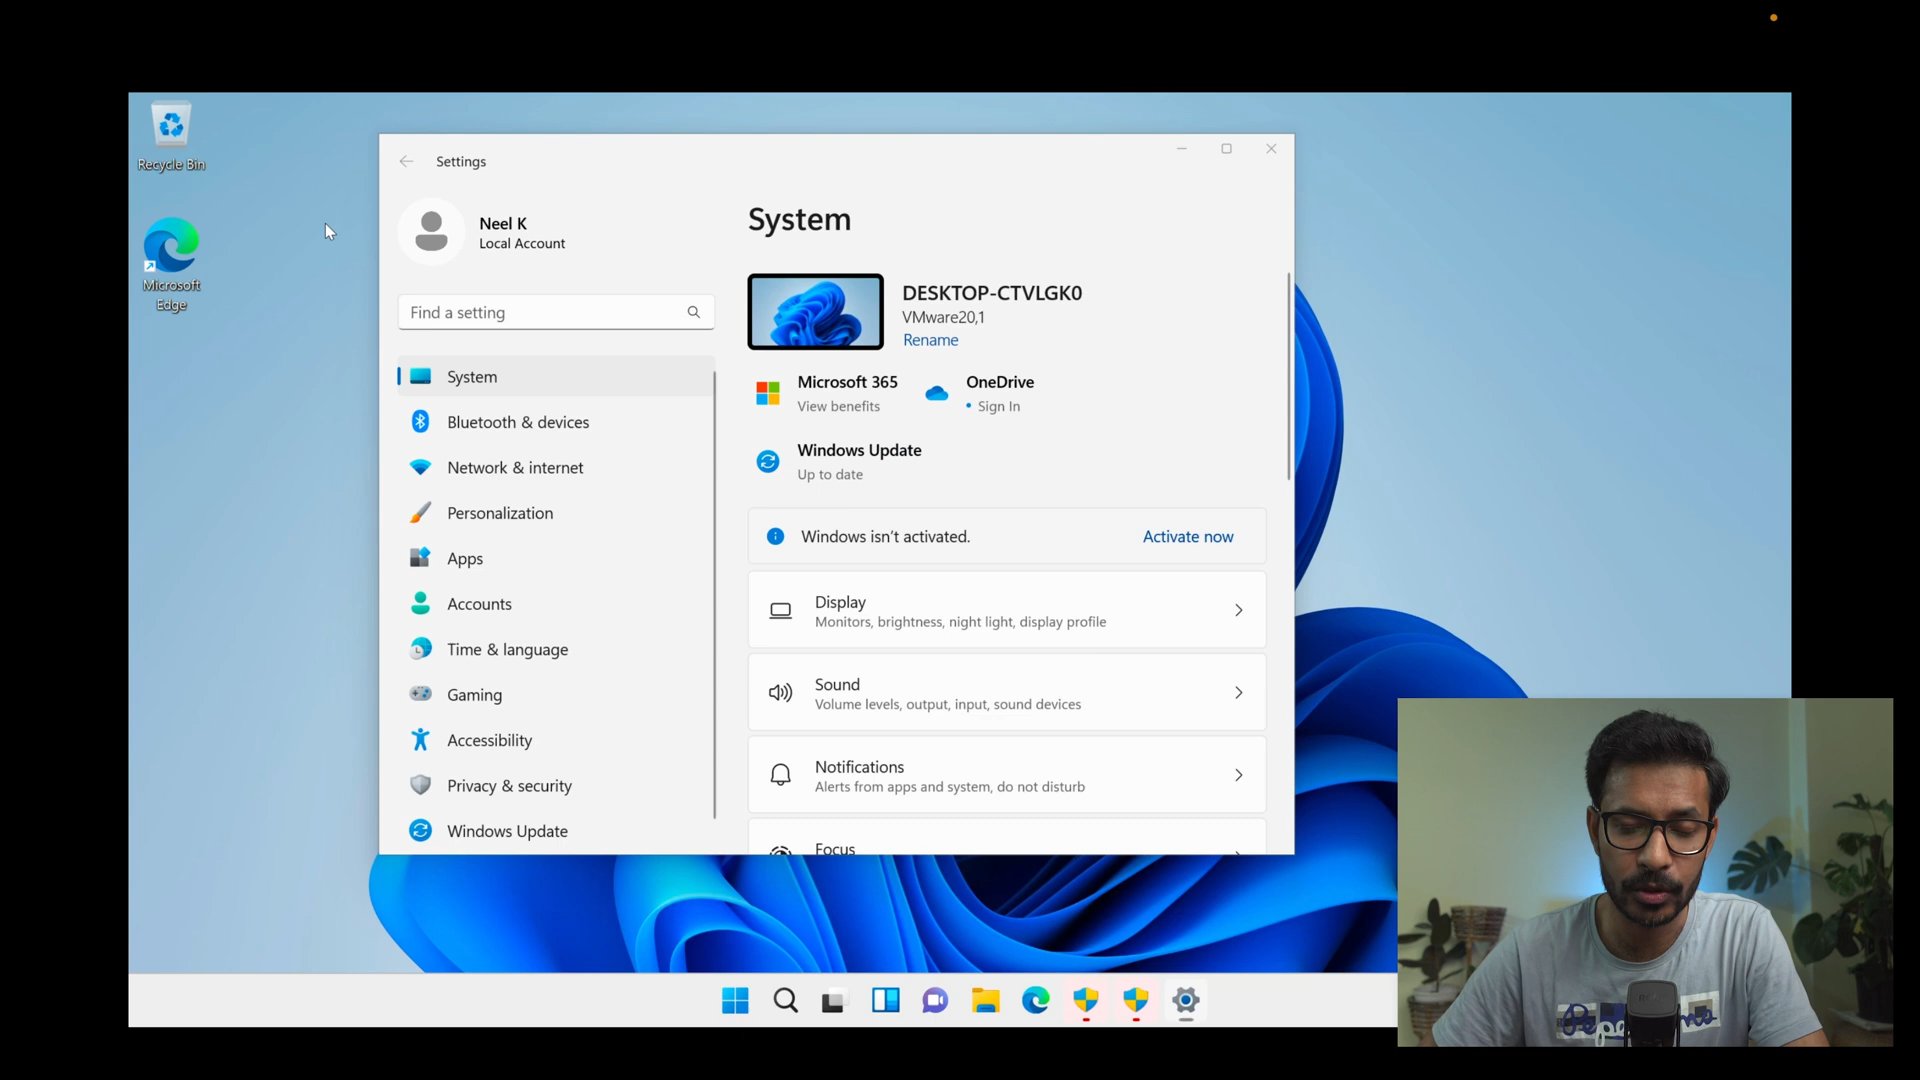 Recycle Bin
Microsoft
Edge
Settings
Neel K
Local Account
Find a setting
System
Bluetooth & devices
Network & internet
Personalization
Apps
Accounts
Time & language
Gaming
Accessibility
Privacy & security
Windows Update
System
DESKTOP-CTVLGK0
VMware20,1
Rename
Microsoft 365
View benefits
OneDrive
• Sign In
Windows Update
Up to date
Windows isn't activated.
Activate now
Display
Monitors, brightness, night light, display profile
Sound
Volume levels, output, input, sound devices
Notifications
Alerts from apps and system, do not disturb
Focus